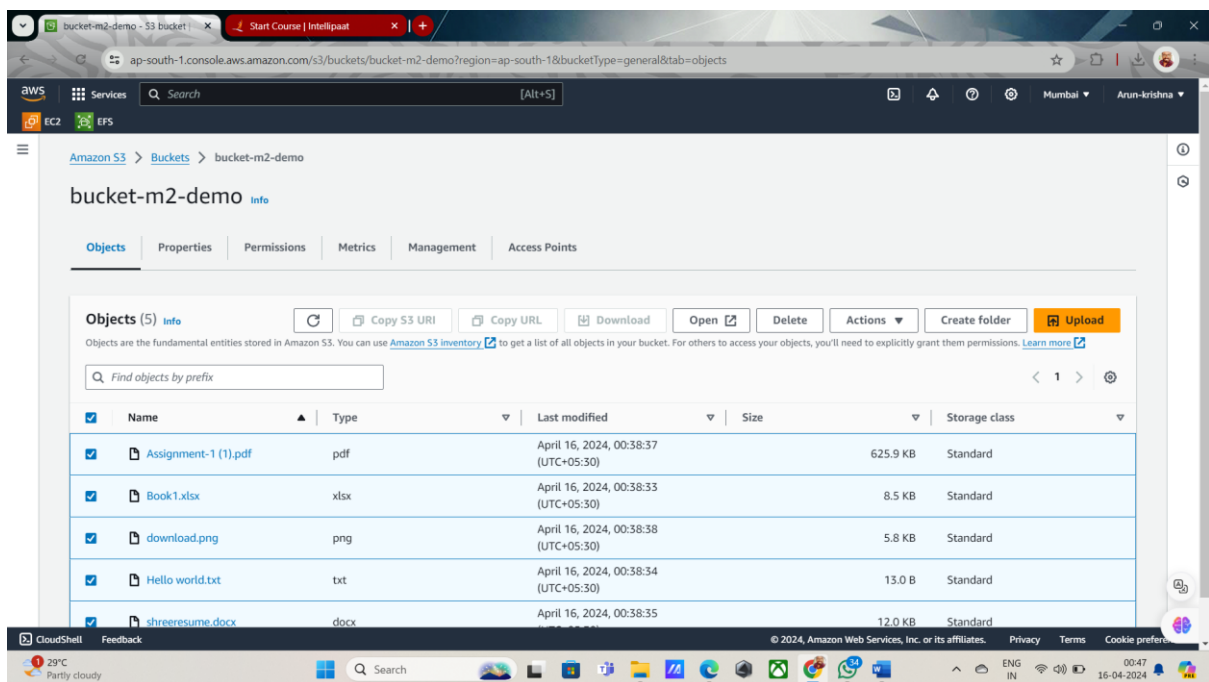 bucket-m2-demo - S3 bucket
Start Course | Intellipaat
ap-south-1.console.aws.amazon.com/s3/buckets/bucket-m2-demo?region=ap-south-1&bucketType=general&tab=objects
aws Services Search [Alt+S] Mumbai Arun-krishna
EC2 EFS
Amazon S3 > Buckets > bucket-m2-demo
bucket-m2-demo Info
Objects Properties Permissions Metrics Management Access Points
Objects (5) Info Copy S3 URI Copy URL Download Open Delete Actions Create folder Upload
Objects are the fundamental entities stored in Amazon S3. You can use Amazon S3 inventory to get a list of all objects in your bucket. For others to access your objects, you'll need to explicitly grant them permissions. Learn more
Find objects by prefix 1
Name Type Last modified Size Storage class
Assignment-1 (1).pdf pdf April 16, 2024, 00:38:37 (UTC+05:30) 625.9 KB Standard
Book1.xlsx xlsx April 16, 2024, 00:38:33 (UTC+05:30) 8.5 KB Standard
download.png png April 16, 2024, 00:38:38 (UTC+05:30) 5.8 KB Standard
Hello world.txt txt April 16, 2024, 00:38:34 (UTC+05:30) 13.0 B Standard
shreeresume.docx docx April 16, 2024, 00:38:35 12.0 KB Standard
CloudShell Feedback © 2024, Amazon Web Services, Inc. or its affiliates. Privacy Terms Cookie prefere
1 29°C Search 34 ENG 00:47
Partly cloudy IN 16-04-2024